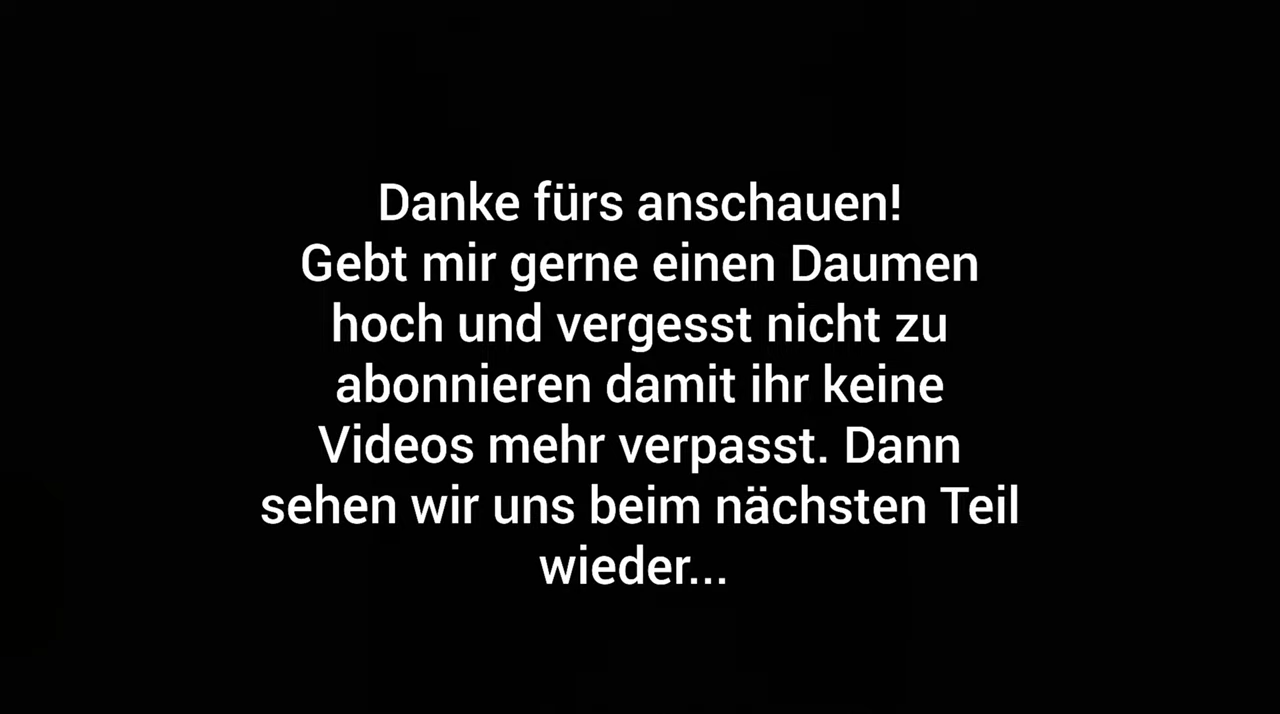 Danke fürs anschauen!
Gebt mir gerne einen Daumen
hoch und vergesst nicht zu
abonnieren damit ihr keine
Videos mehr verpasst. Dann
sehen wir uns beim nächsten Teil
wieder...